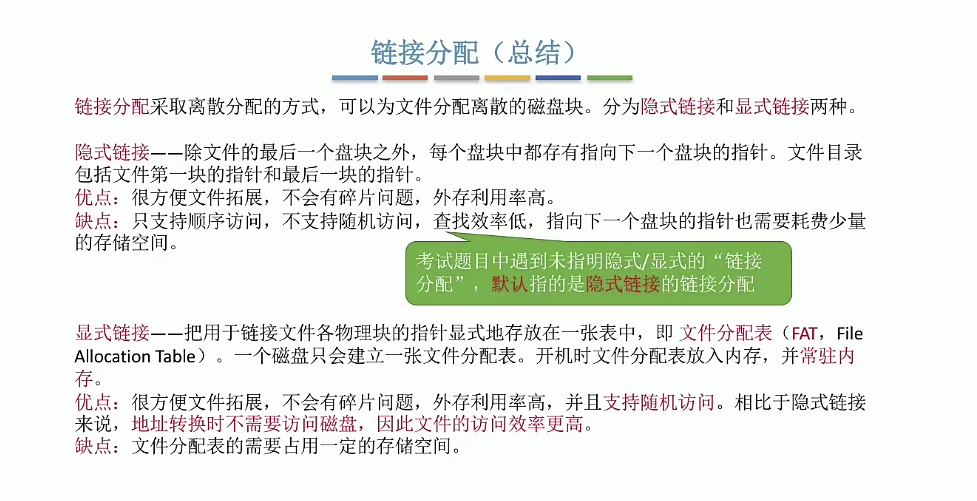 链接分配（总结）
链接分配采取离散分配的方式，可以为文件分配离散的磁盘块。分为隐式链接和显式链接两种。
隐式链接——除文件的最后一个盘块之外，每个盘块中都存有指向下一个盘块的指针。文件目录
包括文件第一块的指针和最后一块的指针。
优点：很方便文件拓展，不会有碎片问题，外存利用率高。
缺点：只支持顺序访问，不支持随机访问，查找效率低，指向下一个盘块的指针也需要耗费少量
的存储空间。
考试题目中遇到未指明隐式/显式的“链接
分配”，默认指的是隐式链接的链接分配
显式链接——把用于链接文件各物理块的指针显式地存放在一张表中，即 文件分配表（FAT，File
Allocation Table）。一个磁盘只会建立一张文件分配表。开机时文件分配表放入内存，并常驻内
存。
优点：很方便文件拓展，不会有碎片问题，外存利用率高，并且支持随机访问。相比于隐式链接
来说，地址转换时不需要访问磁盘，因此文件的访问效率更高。
缺点：文件分配表的需要占用一定的存储空间。